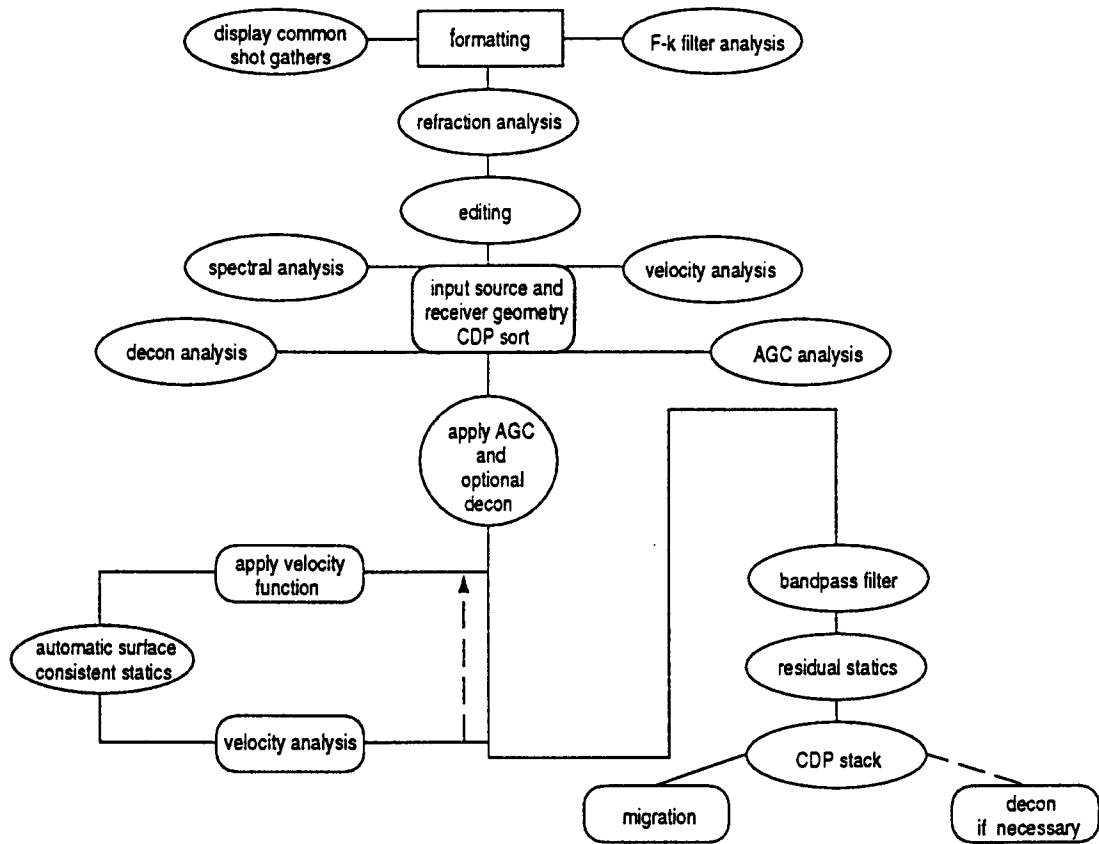 display common
shot gathers
formatting
F-k filter analysis
refraction analysis
editing
spectral analysis
velocity analysis
input source and
receiver geometry
CDP sort
decon analysis
AGC analysis
apply AGC
and
optional
decon
apply velocity
function
bandpass filter
automatic surface
consistent statics
residual statics
velocity analysis
CDP stack
migration
decon
if necessary